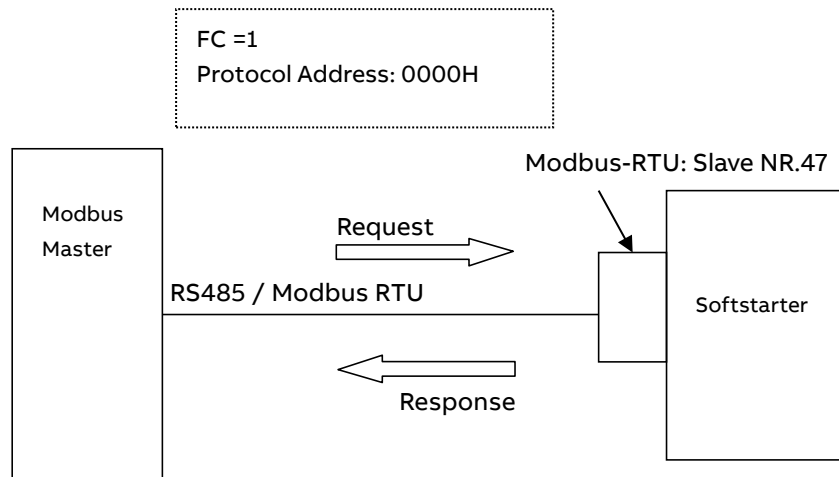 FC =1
Protocol Address: 0000H
Modbus-RTU: Slave NR.47
Modbus
Master
Request
RS485 / Modbus RTU
Softstarter
Response